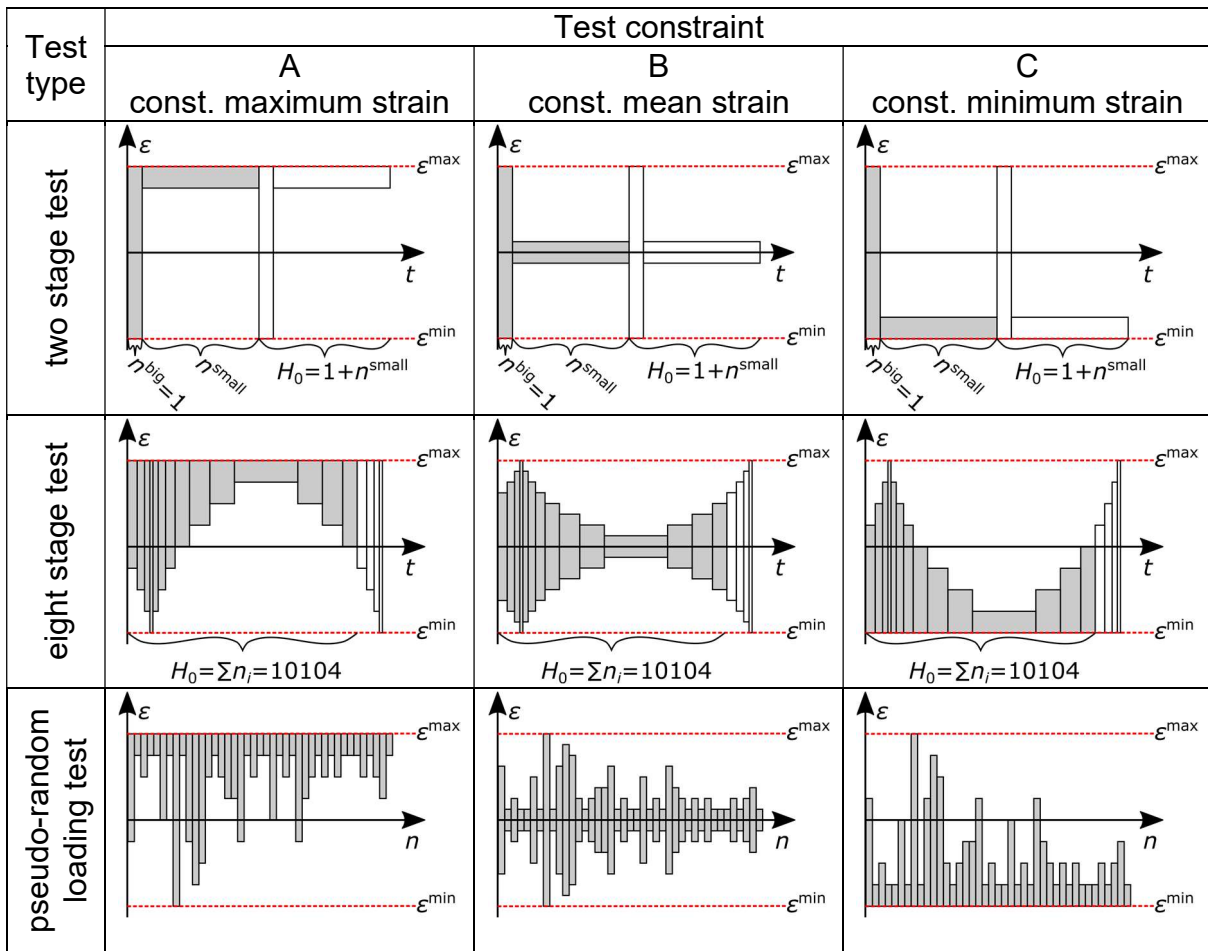 Test type
Test constraint
A
const. maximum strain
B
const. mean strain
C
const. minimum strain
two stage test
ε
εmax
t
εmin
nbig=1
nsmall
H0=1+nsmall
ε
εmax
t
εmin
nbig=1
nsmall
H0=1+nsmall
ε
εmax
t
εmin
nbig=1
nsmall
H0=1+nsmall
eight stage test
ε
εmax
t
εmin
H0=∑ni=10104
ε
εmax
t
εmin
H0=∑ni=10104
ε
εmax
t
εmin
H0=∑ni=10104
pseudo-random
loading test
ε
εmax
n
εmin
ε
εmax
n
εmin
ε
εmax
n
εmin